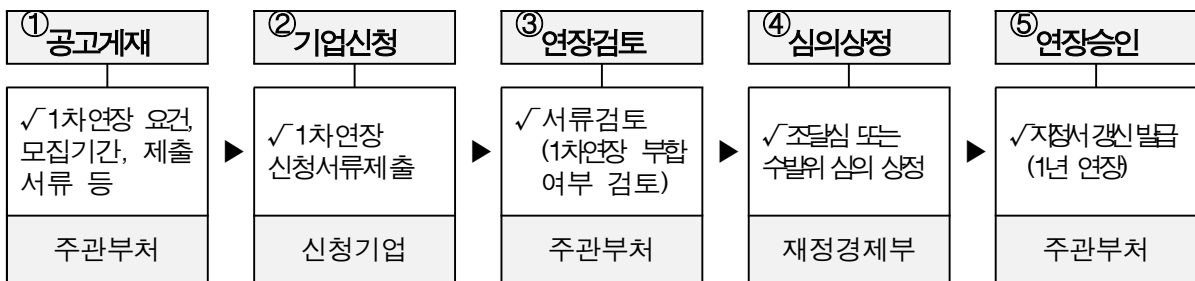 ①공고게재
√1차연장 요건,
모집기간, 제출
서류 등
주관부처
②기업신청
√1차연장
신청서류제출
신청기업
③연장검토
√서류검토
(1차연장 부합
여부 검토)
주관부처
④심의상정
√조달심 또는
수발위 심의 상정
재정경제부
⑤연장승인
√지정서 갱신 발급
(1년 연장)
주관부처